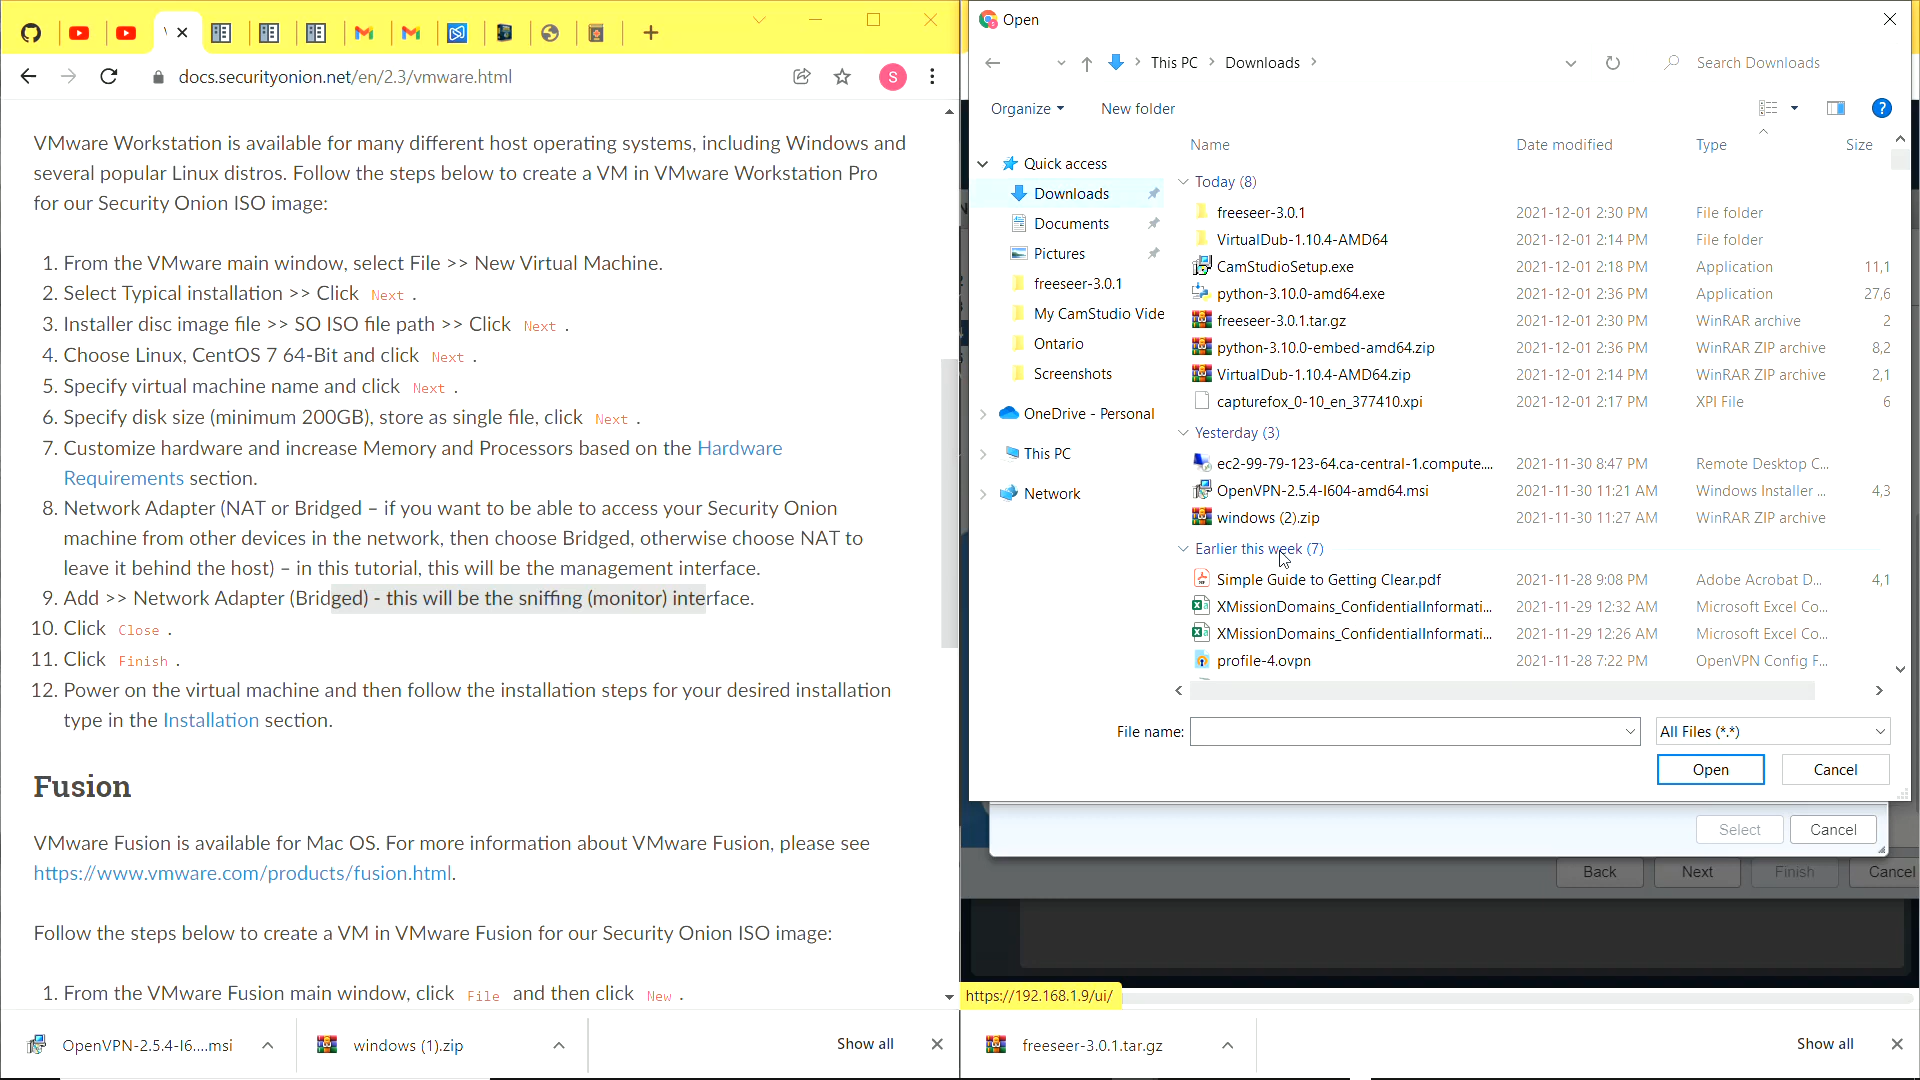 docs.securityonion.net/en/2.3/vmware.html
S
VMware Workstation is available for many different host operating systems, including Windows and
several popular Linux distros. Follow the steps below to create a VM in VMware Workstation Pro
for our Security Onion ISO image:
1. From the VMware main window, select File >> New Virtual Machine.
2. Select Typical installation >> Click Next .
3. Installer disc image file >> SO ISO file path >> Click Next .
4. Choose Linux, CentOS 7 64-Bit and click Next .
5. Specify virtual machine name and click Next .
6. Specify disk size (minimum 200GB), store as single file, click Next .
7. Customize hardware and increase Memory and Processors based on the Hardware
Requirements section.
8. Network Adapter (NAT or Bridged – if you want to be able to access your Security Onion
machine from other devices in the network, then choose Bridged, otherwise choose NAT to
leave it behind the host) – in this tutorial, this will be the management interface.
9. Add >> Network Adapter (Bridged) - this will be the sniffing (monitor) interface.
10. Click Close .
11. Click Finish .
12. Power on the virtual machine and then follow the installation steps for your desired installation
type in the Installation section.
Fusion
VMware Fusion is available for Mac OS. For more information about VMware Fusion, please see
https://www.vmware.com/products/fusion.html.
Follow the steps below to create a VM in VMware Fusion for our Security Onion ISO image:
1. From the VMware Fusion main window, click File and then click New .
OpenVPN-2.5.4-I6....msi
windows (1).zip
Show all
Open
This PC > Downloads >
Search Downloads
Organize
New folder
Name Date modified Type Size
Quick access
Downloads
Documents
Pictures
freeseer-3.0.1
My CamStudio Vide
Ontario
Screenshots
OneDrive - Personal
This PC
Network
Today (8)
freeseer-3.0.1 2021-12-01 2:30 PM File folder
VirtualDub-1.10.4-AMD64 2021-12-01 2:14 PM File folder
CamStudioSetup.exe 2021-12-01 2:18 PM Application 11,1
python-3.10.0-amd64.exe 2021-12-01 2:36 PM Application 27,6
freeseer-3.0.1.tar.gz 2021-12-01 2:30 PM WinRAR archive 2
python-3.10.0-embed-amd64.zip 2021-12-01 2:36 PM WinRAR ZIP archive 8,2
VirtualDub-1.10.4-AMD64.zip 2021-12-01 2:14 PM WinRAR ZIP archive 2,1
capturefox_0-10_en_377410.xpi 2021-12-01 2:17 PM XPI File 6
Yesterday (3)
ec2-99-79-123-64.ca-central-1.compute.... 2021-11-30 8:47 PM Remote Desktop C...
OpenVPN-2.5.4-I604-amd64.msi 2021-11-30 11:21 AM Windows Installer ... 4,3
windows (2).zip 2021-11-30 11:27 AM WinRAR ZIP archive
Earlier this week (7)
Simple Guide to Getting Clear.pdf 2021-11-28 9:08 PM Adobe Acrobat D... 4,1
XMissionDomains_ConfidentialInformati... 2021-11-29 12:32 AM Microsoft Excel Co...
XMissionDomains_ConfidentialInformati... 2021-11-29 12:26 AM Microsoft Excel Co...
profile-4.ovpn 2021-11-28 7:22 PM OpenVPN Config F...
File name:
All Files (*.*)
Open
Cancel
Select
Cancel
Back
Next
Finish
Cancel
https://192.168.1.9/ui/
freeseer-3.0.1.tar.gz
Show all